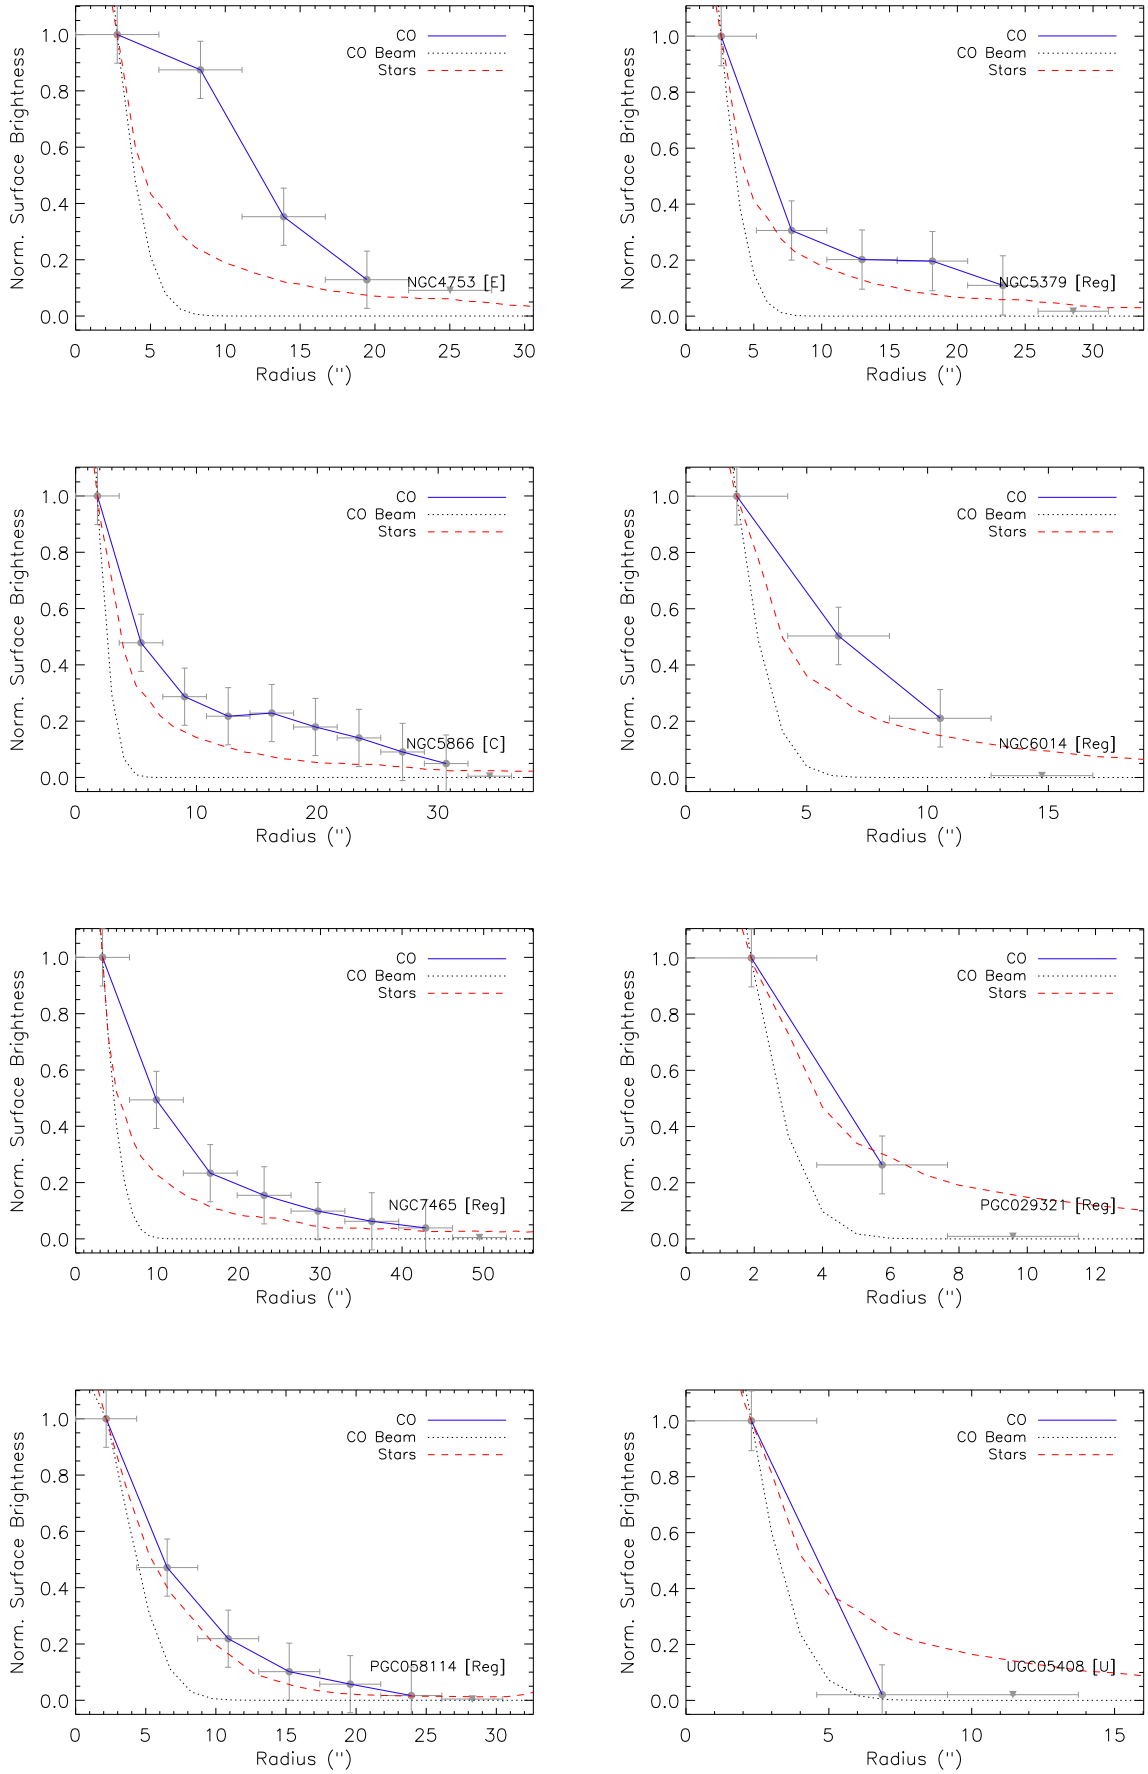 CO
CO Beam
Stars
1.0
0.8
0.6
0.4
0.2
0.0
Norm. Surface Brightness
NGC4753 [E]
0 5 10 15 20 25 30
Radius (")
CO
CO Beam
Stars
1.0
0.8
0.6
0.4
0.2
0.0
Norm. Surface Brightness
NGC5379 [Reg]
0 5 10 15 20 25 30
Radius (")
CO
CO Beam
Stars
1.0
0.8
0.6
0.4
0.2
0.0
Norm. Surface Brightness
NGC5866 [C]
0 10 20 30
Radius (")
CO
CO Beam
Stars
1.0
0.8
0.6
0.4
0.2
0.0
Norm. Surface Brightness
NGC6014 [Reg]
0 5 10 15
Radius (")
CO
CO Beam
Stars
1.0
0.8
0.6
0.4
0.2
0.0
Norm. Surface Brightness
NGC7465 [Reg]
0 10 20 30 40 50
Radius (")
CO
CO Beam
Stars
1.0
0.8
0.6
0.4
0.2
0.0
Norm. Surface Brightness
PGC029321 [Reg]
0 2 4 6 8 10 12
Radius (")
CO
CO Beam
Stars
1.0
0.8
0.6
0.4
0.2
0.0
Norm. Surface Brightness
PGC058114 [Reg]
0 5 10 15 20 25 30
Radius (")
CO
CO Beam
Stars
1.0
0.8
0.6
0.4
0.2
0.0
Norm. Surface Brightness
UGC05408 [U]
0 5 10 15
Radius (")